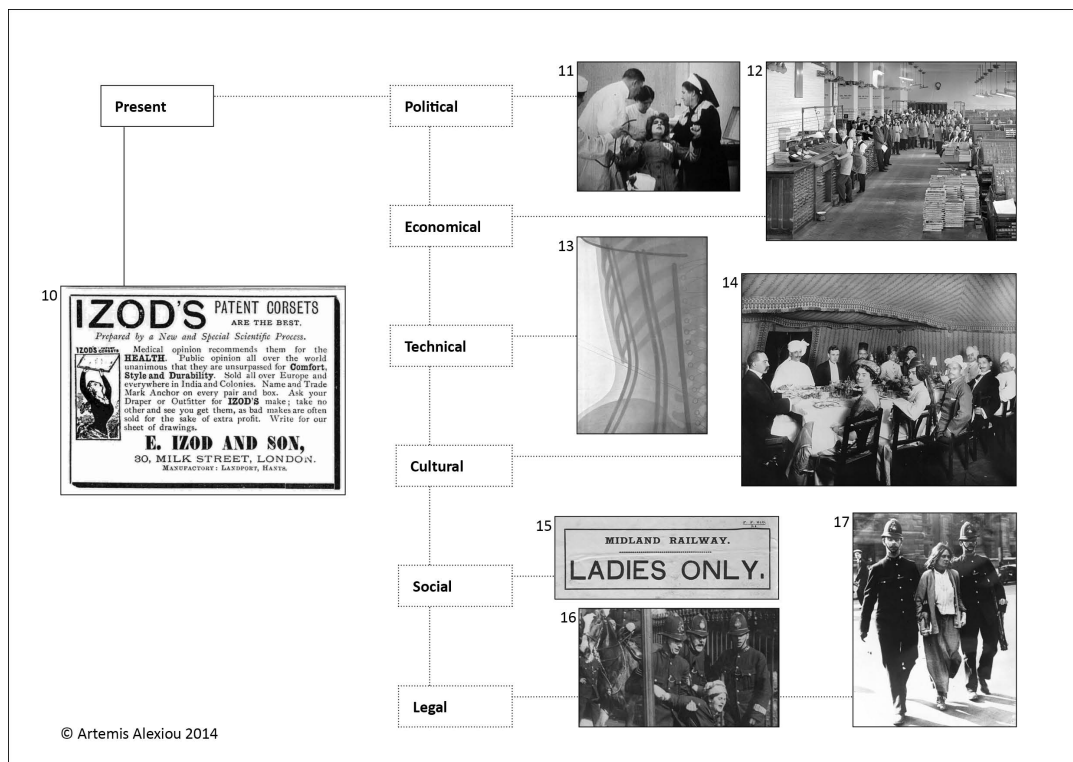 Present
Political
11
12
Economical
13
10
IZOD'S PATENT CORSETS
ARE THE BEST.
Prepared by a New and Special Scientific Process.
IZOD'S CORSETS
Medical opinion recommends them for the
HEALTH. Public opinion all over the world
unanimous that they are unsurpassed for Comfort,
Style and Durability. Sold all over Europe and
everywhere in India and Colonies. Name and Trade
Mark Anchor on every pair and box. Ask your
Draper or Outfitter for IZOD'S make; take no
other and see you get them, as bad makes are often
sold for the sake of extra profit. Write for our
sheet of drawings.
E. IZOD AND SON,
30, MILK STREET, LONDON.
MANUFACTORY: LANDPORT, HANTS.
Technical
14
Cultural
15
MIDLAND RAILWAY.
LADIES ONLY.
17
Social
16
Legal
© Artemis Alexiou 2014